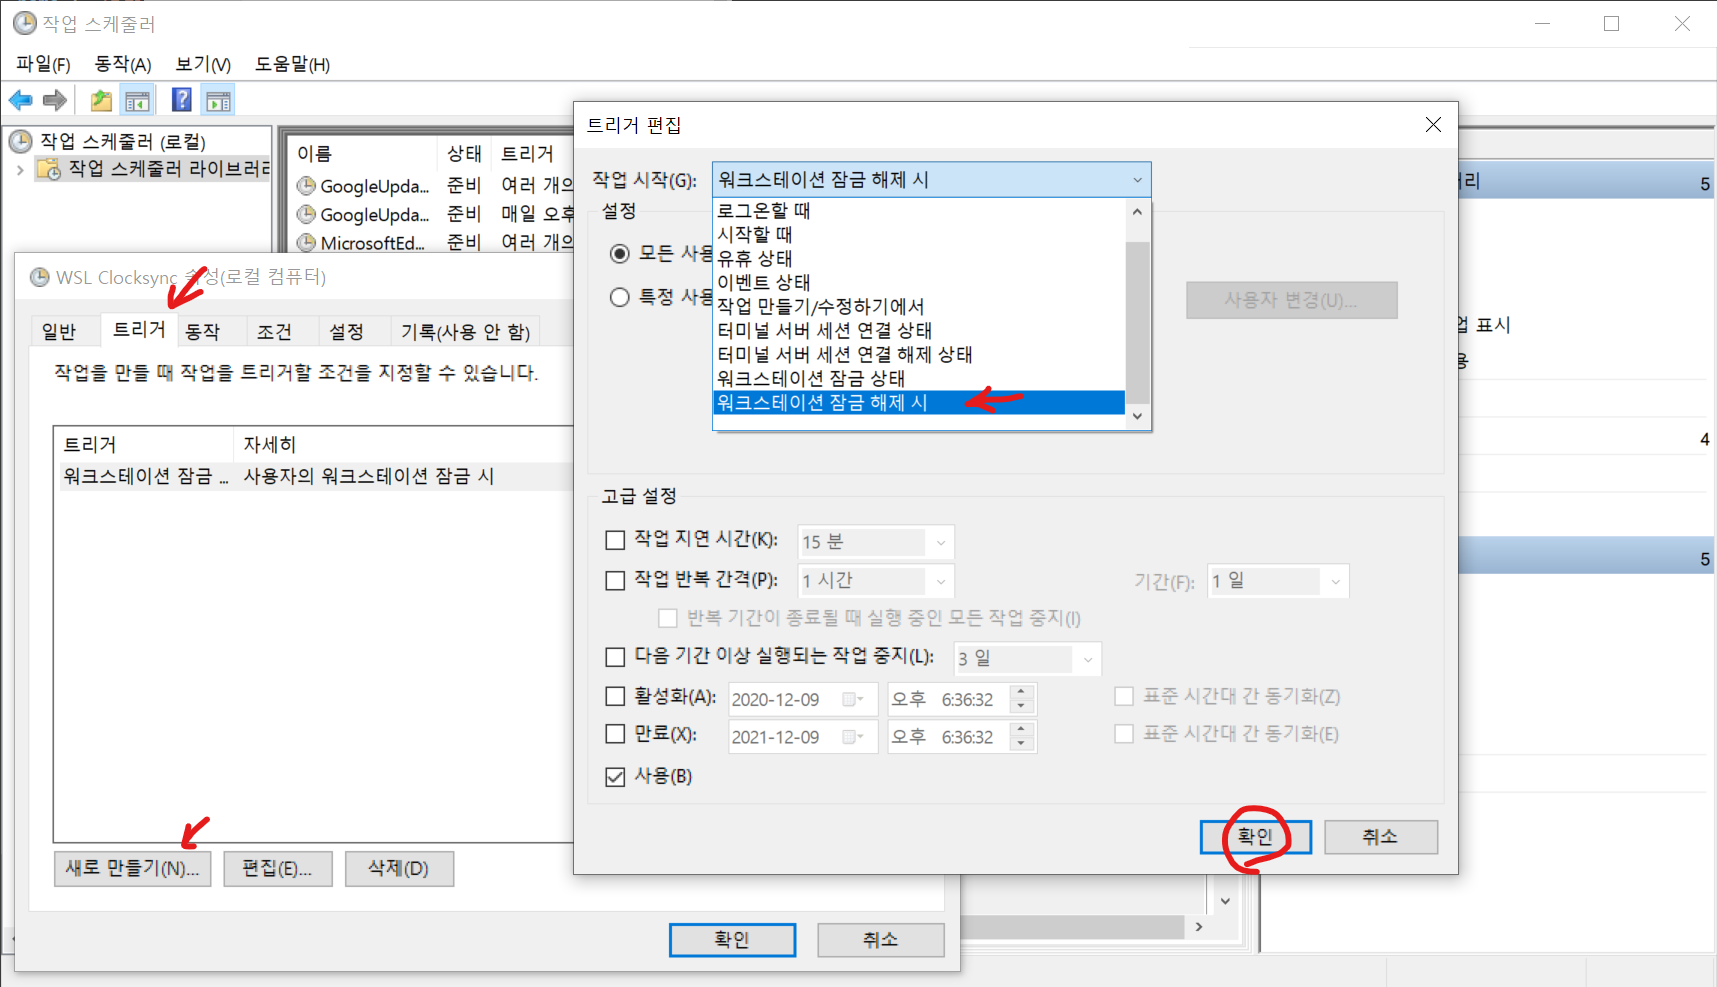 작업 스케줄러
파일(F) 동작(A) 보기(V) 도움말(H)
작업 스케줄러 (로컬)
작업 스케줄러 라이브러리
이름 상태 트리거
GoogleUpda... 준비 여러 개의
GoogleUpda... 준비 매일 오후
MicrosoftEd... 준비 여러 개의
리 5
업 표시
용
4
5
WSL Clocksync 속성(로컬 컴퓨터)
일반 트리거 동작 조건 설정 기록(사용 안 함)
작업을 만들 때 작업을 트리거할 조건을 지정할 수 있습니다.
트리거 자세히
워크스테이션 잠금 ... 사용자의 워크스테이션 잠금 시
새로 만들기(N)... 편집(E)... 삭제(D)
확인 취소
트리거 편집
작업 시작(G): 워크스테이션 잠금 해제 시
로그온할 때
시작할 때
유휴 상태
이벤트 상태
작업 만들기/수정하기에서
터미널 서버 세션 연결 상태
터미널 서버 세션 연결 해제 상태
워크스테이션 잠금 상태
워크스테이션 잠금 해제 시
설정
모든 사용
특정 사용
사용자 변경(U)...
고급 설정
작업 지연 시간(K): 15 분
작업 반복 간격(P): 1 시간 기간(F): 1 일
반복 기간이 종료될 때 실행 중인 모든 작업 중지(I)
다음 기간 이상 실행되는 작업 중지(L): 3 일
활성화(A): 2020-12-09 오후 6:36:32 표준 시간대 간 동기화(Z)
만료(X): 2021-12-09 오후 6:36:32 표준 시간대 간 동기화(E)
사용(B)
확인 취소